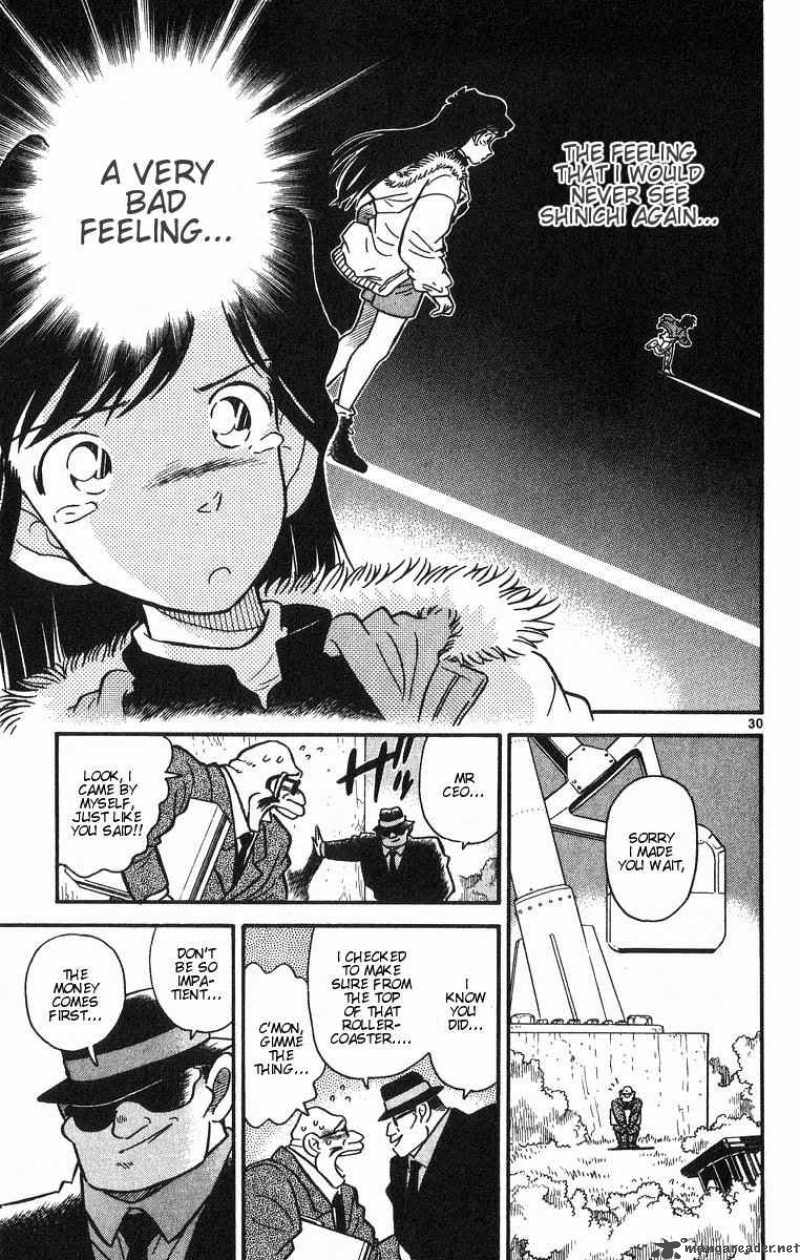 THE FEELING
THAT I WOULD
NEVER SEE
SHINICHI AGAIN...
A VERY
BAD
FEELING...
30
SORRY
I MADE
YOU WAIT,
MR
CEO...
LOOK, I
CAME BY
MYSELF,
JUST LIKE
YOU SAID!!
I
KNOW
YOU
DID...
I CHECKED
TO MAKE
SURE FROM
THE TOP
OF THAT
ROLLER-
COASTER....
C'MON,
GIMME
THE
THING...
DON'T
BE SO
IMPA-
TIENT...
THE
MONEY
COMES
FIRST...
mangareader.net